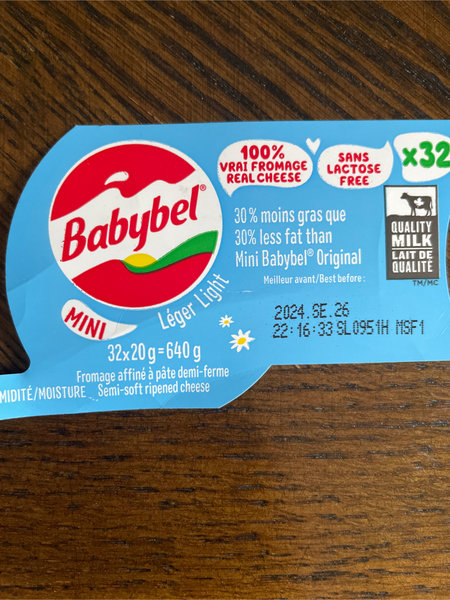 100%
VRAI FROMAGE
REAL CHEESE
SANS
LACTOSE
FREE
x32
Babybel®
MINI
Léger Light
30% moins gras que
30% less fat than
Mini Babybel® Original
Meilleur avant/Best before:
2024.SE.26
22:16:33 SL0951H MSF1
QUALITY
MILK
LAIT DE
QUALITÉ
TM/MC
32x20g=640g
Fromage affiné à pâte demi-ferme
MIDITÉ/MOISTURE Semi-soft ripened cheese